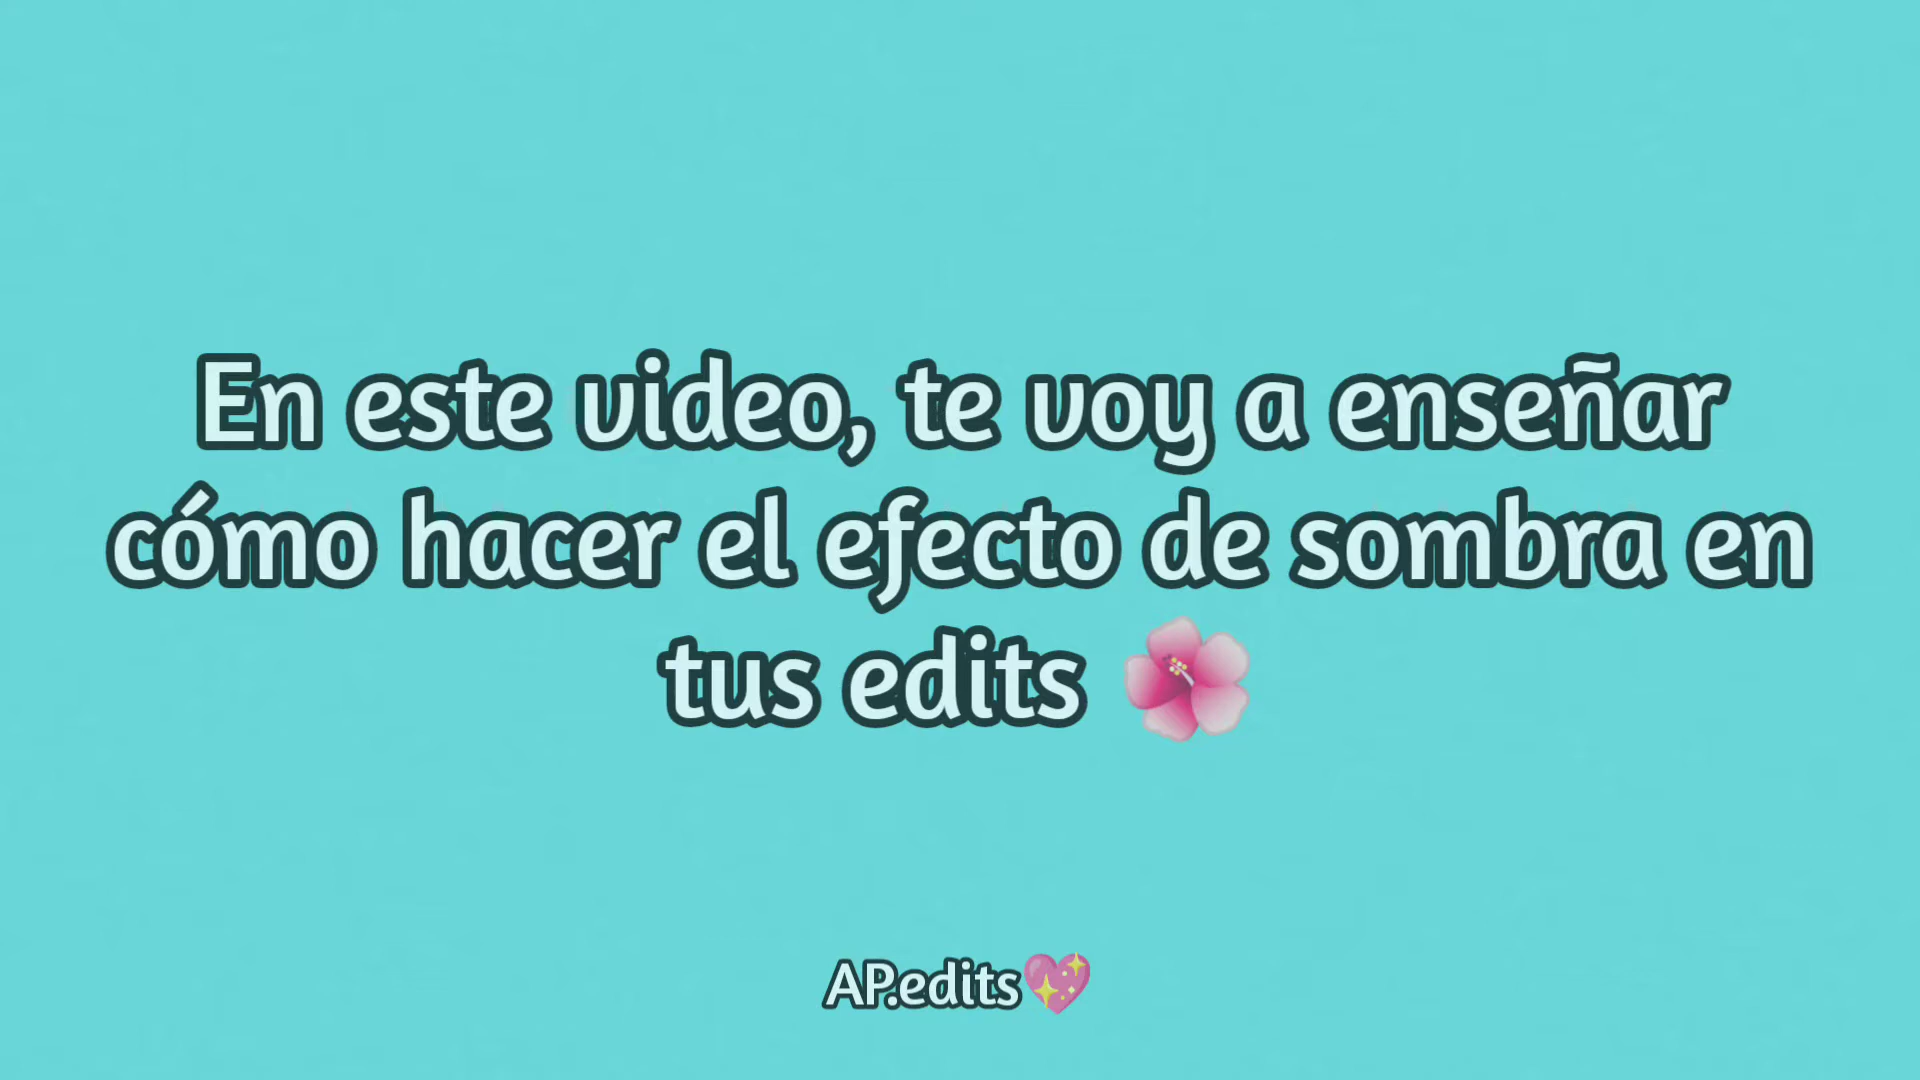 En este video, te voy a enseñar
cómo hacer el efecto de sombra en
tus edits 🌺
AP.edits💖